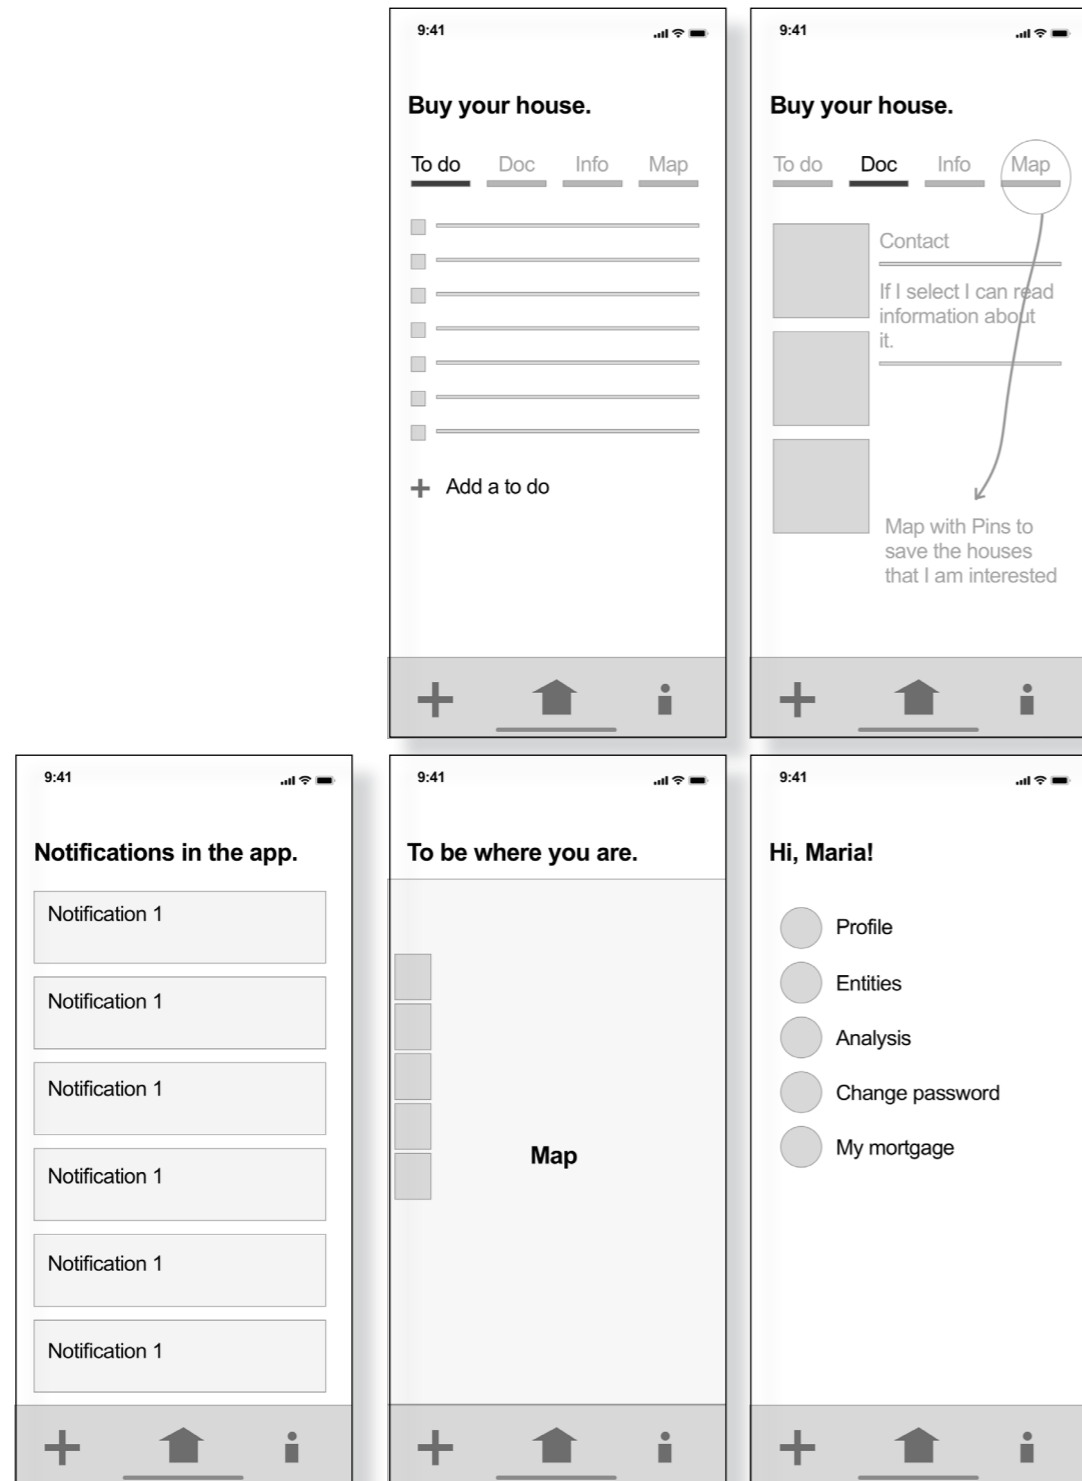 9:41
Buy your house.
To do Doc Info Map
Add a to do
9:41
Buy your house.
To do Doc Info Map
Contact
If I select I can read
information about
it.
Map with Pins to
save the houses
that I am interested
9:41
Notifications in the app.
Notification 1
Notification 1
Notification 1
Notification 1
Notification 1
Notification 1
9:41
To be where you are.
Map
9:41
Hi, Maria!
Profile
Entities
Analysis
Change password
My mortgage